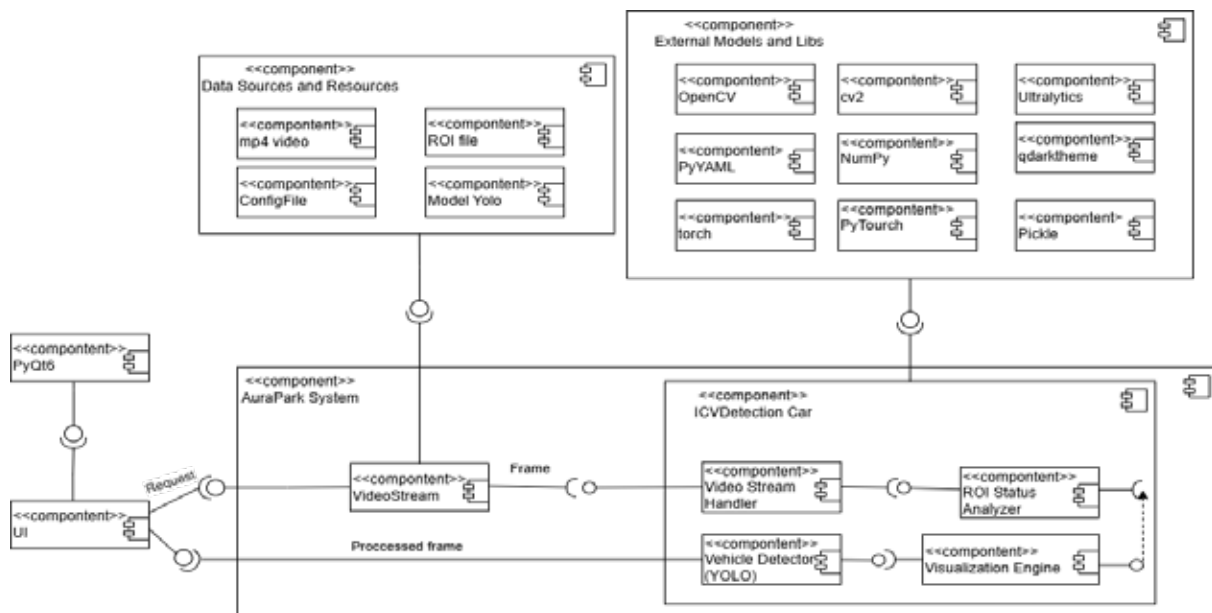 <<component>>
External Models and Libs
<<compontent>>
OpenCV
<<compontent>>
cv2
<<compontent>>
Ultralytics
<<compontent>
PyYAML
<<compontent>>
NumPy
<<compontent>>
qdarktheme
<<compontent>>
torch
<<compontent>>
PyTourch
<<compontent>
Pickle
<<component>>
Data Sources and Resources
<<compontent>>
mp4 video
<<compontent>>
ROI file
<<compontent>>
ConfigFile
<<compontent>>
Model Yolo
<<compontent>>
PyQt6
<<component>>
AuraPark System
<<component>>
ICVDetection Car
Request
<<compontent>>
VideoStream
Frame
<<compontent>>
Video Stream
Handler
<<compontent>>
ROI Status
Analyzer
<<compontent>>
UI
Proccessed frame
<<compontent>>
Vehicle Detector
(YOLO)
<<compontent>>
Visualization Engine